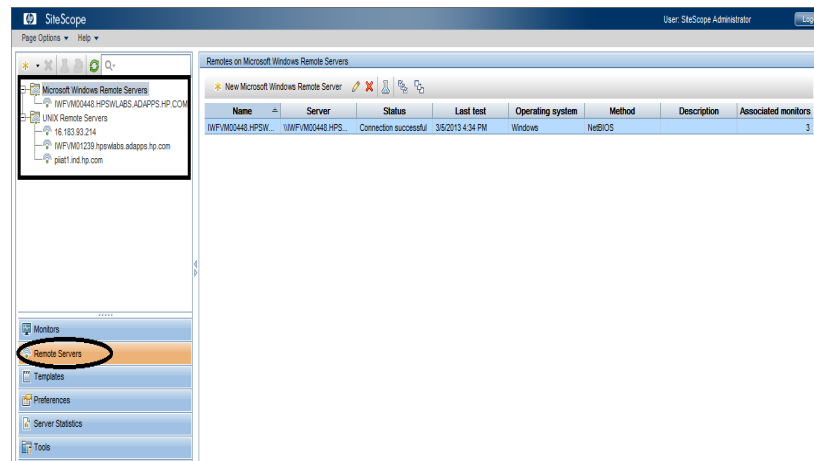 SiteScope
User: SiteScope Administrator
Page Options
Help
Microsoft Windows Remote Servers
IWFVM00448.HPSWLABS.ADAPPS.HP.COM
UNIX Remote Servers
16.183.93.214
IWFVM01239.hpswlabs.adapps.hp.com
piiat1.ind.hp.com
Remotes on Microsoft Windows Remote Servers
New Microsoft Windows Remote Server
Name Server Status Last test Operating system Method Description Associated monitors
IWFVM00448.HPSW... \\IWFVM00448.HPS... Connection successful 3/5/2013 4:34 PM Windows NetBIOS 3
Monitors
Remote Servers
Templates
Preferences
Server Statistics
Tools